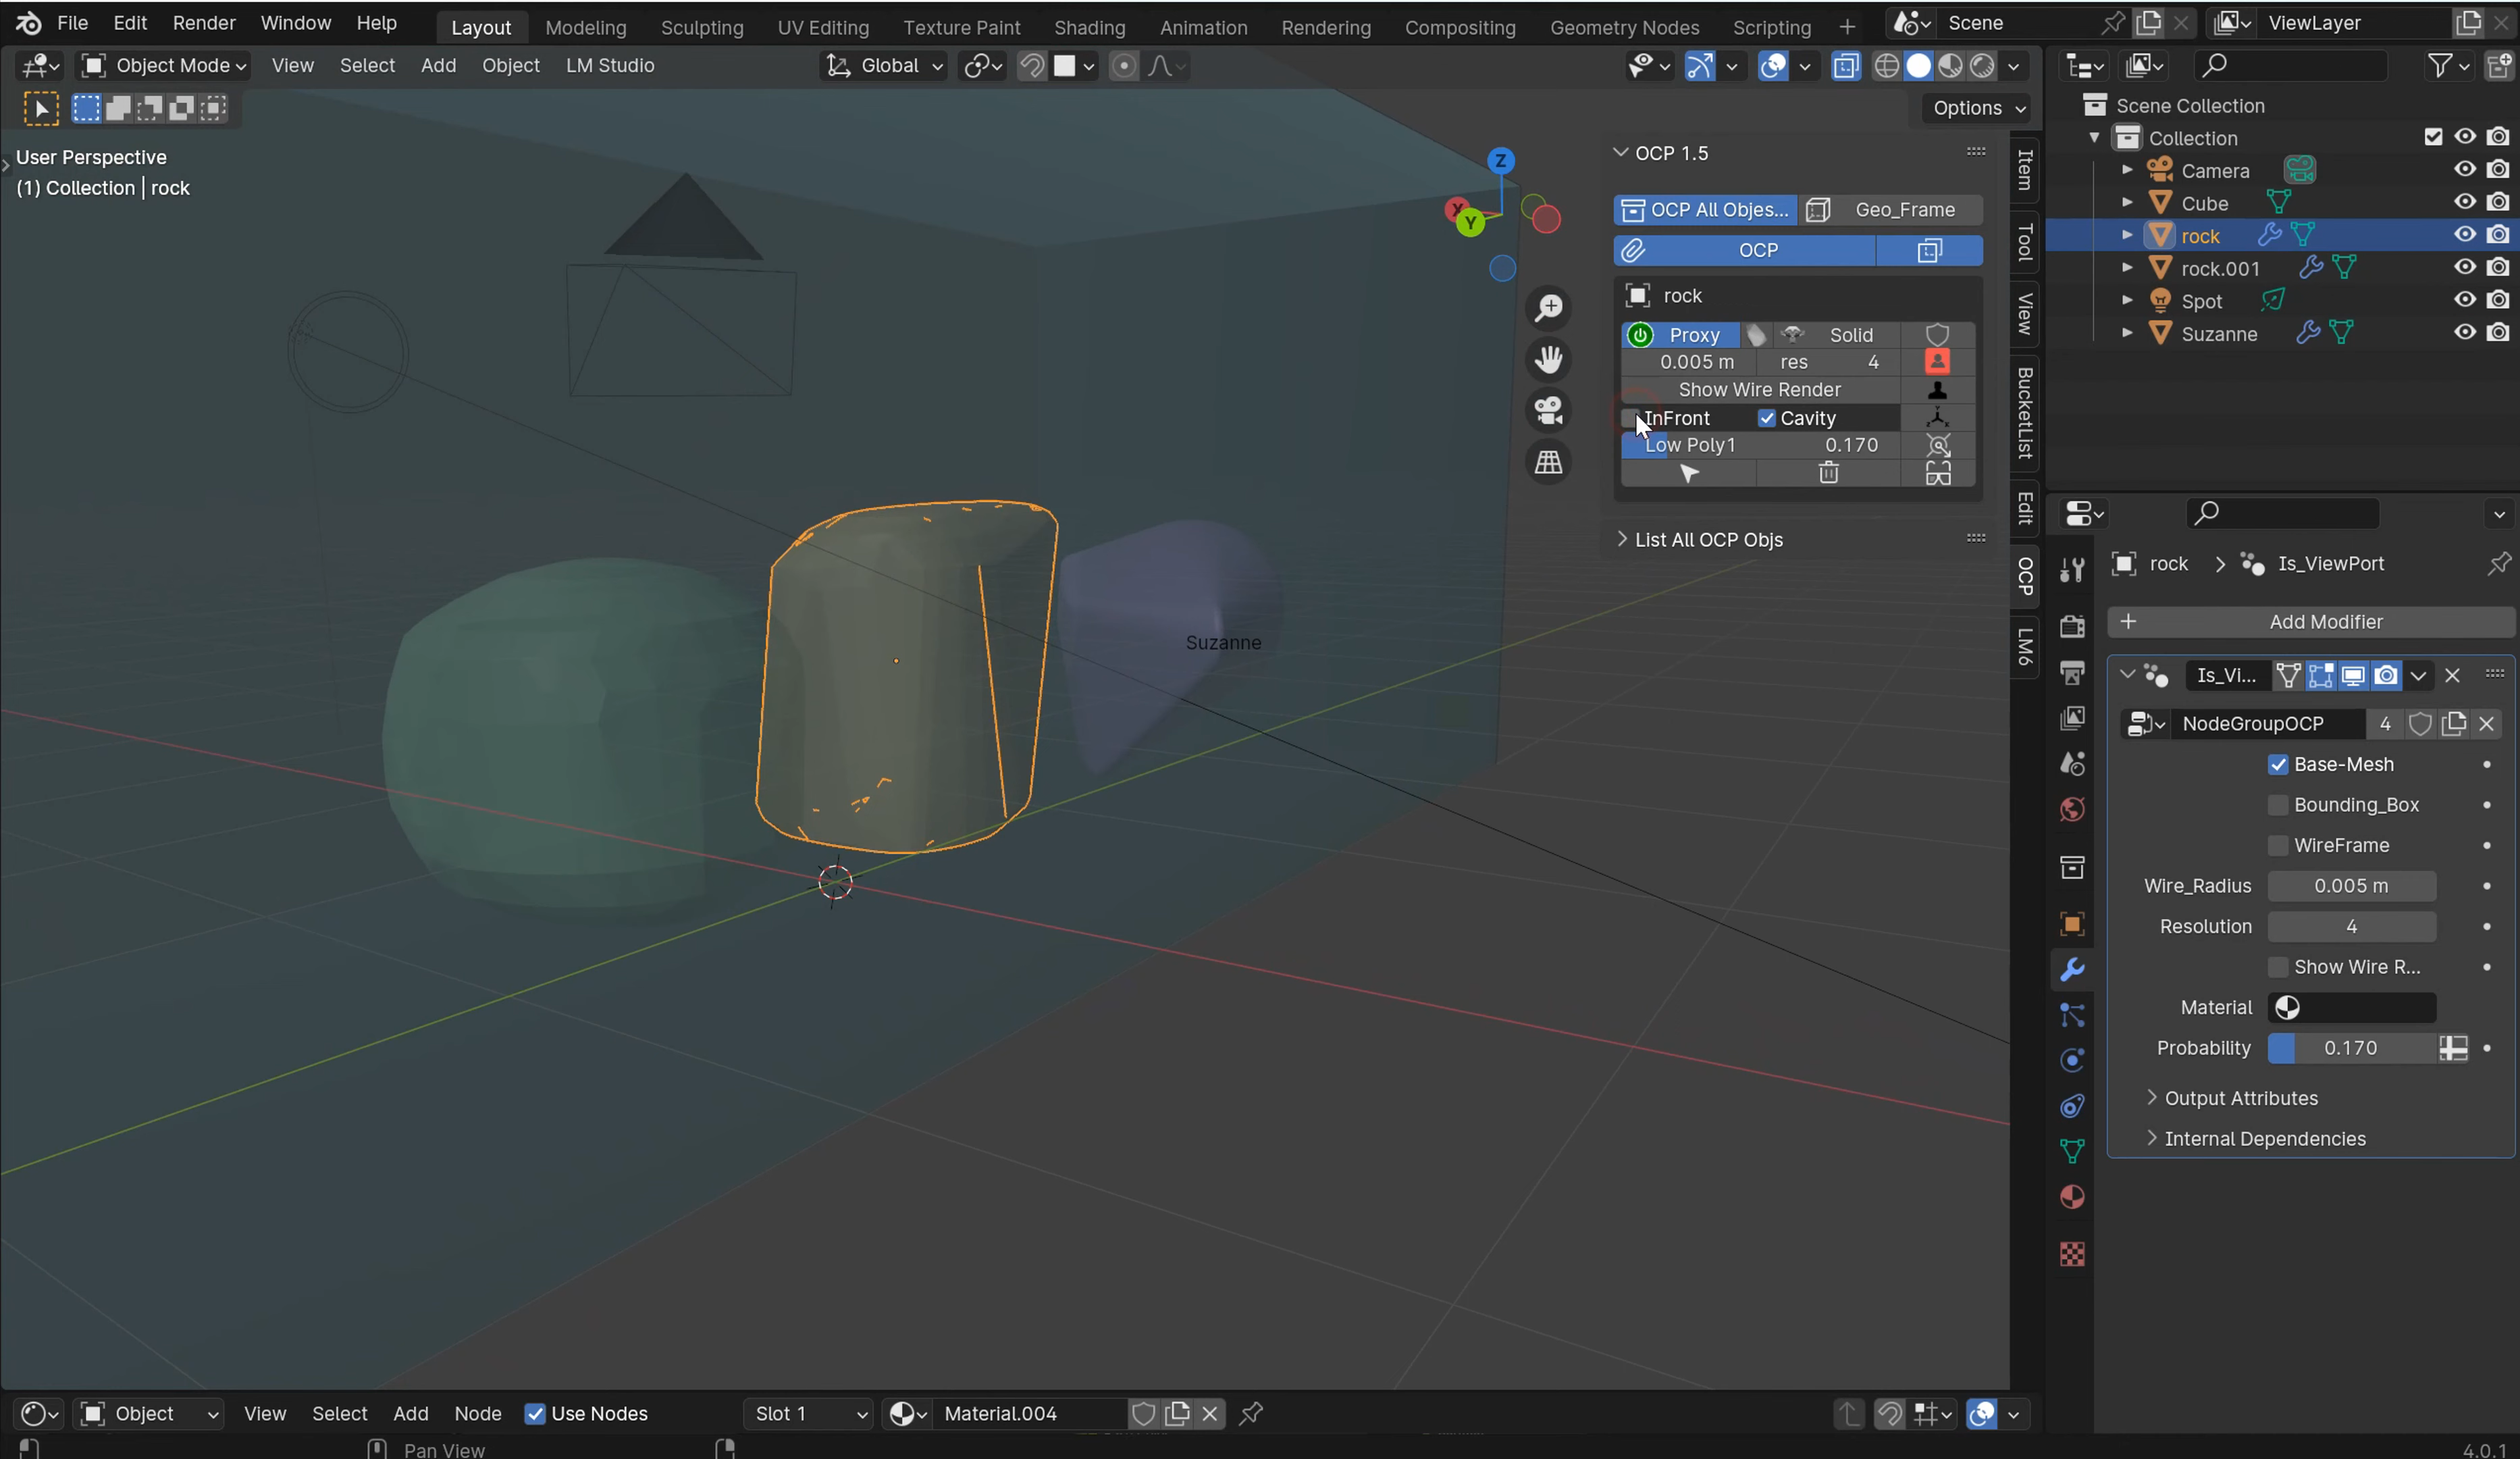 File Edit Render Window Help Layout Modeling Sculpting UV Editing Texture Paint Shading Animation Rendering Compositing Geometry Nodes Scripting + Scene ViewLayer
Object Mode View Select Add Object LM Studio Global
Options
User Perspective
(1) Collection | rock
Z
X
Y
OCP 1.5
OCP All Objes... Geo_Frame
OCP
rock
Proxy Solid
0.005 m res 4
Show Wire Render
InFront Cavity
Low Poly1 0.170
List All OCP Objs
Suzanne
Item
Tool
View
BucketList
Edit
OCP
LM6
Scene Collection
Collection
Camera
Cube
rock
rock.001
Spot
Suzanne
rock > Is_ViewPort
+ Add Modifier
Is_Vi...
NodeGroupOCP 4
Base-Mesh
Bounding_Box
WireFrame
Wire_Radius 0.005 m
Resolution 4
Show Wire R...
Material
Probability 0.170
Output Attributes
Internal Dependencies
Object View Select Add Node Use Nodes Slot 1 Material.004
Pan View
4.0.1